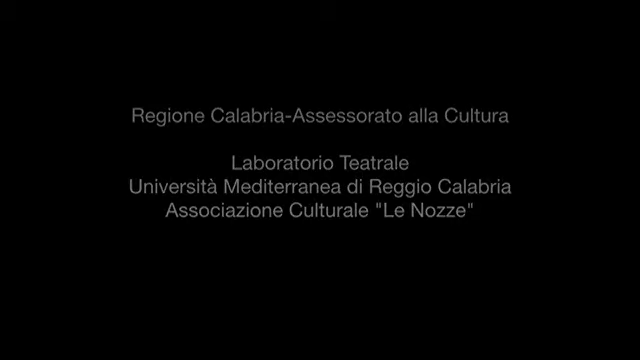 Regione Calabria-Assessorato alla Cultura
Laboratorio Teatrale
Università Mediterranea di Reggio Calabria
Associazione Culturale "Le Nozze"